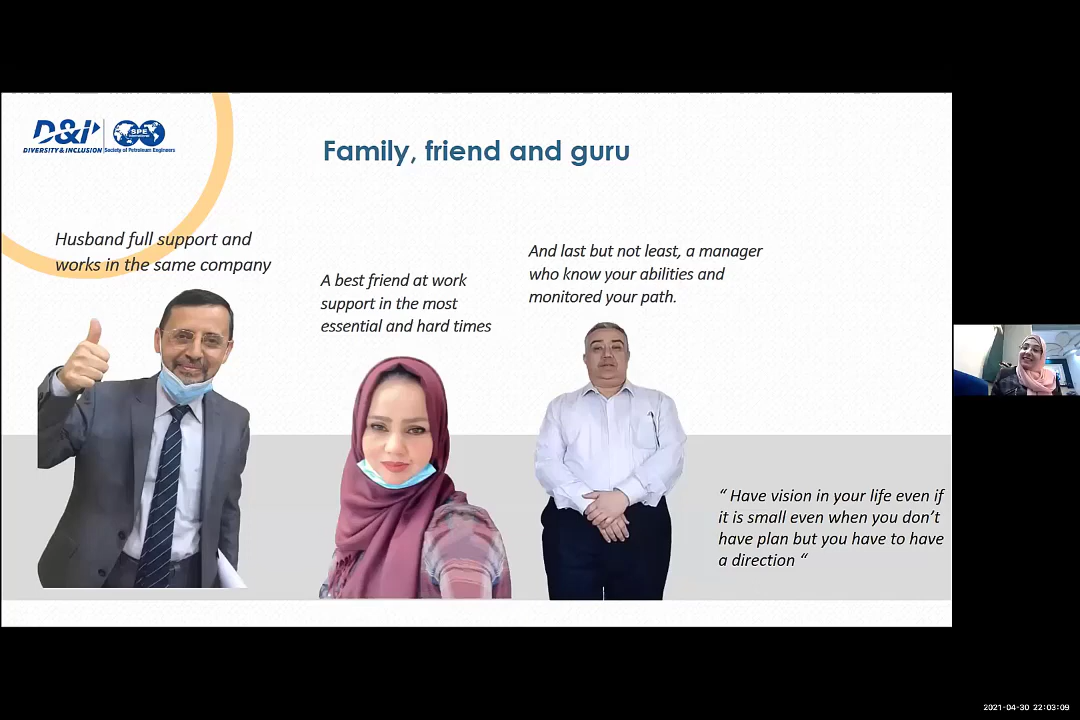 D&I
SPE
DIVERSITY & INCLUSION
Society of Petroleum Engineers
Family, friend and guru
Husband full support and
works in the same company
A best friend at work
support in the most
essential and hard times
And last but not least, a manager
who know your abilities and
monitored your path.
“ Have vision in your life even if
it is small even when you don’t
have plan but you have to have
a direction “
2021-04-30 22:03:09